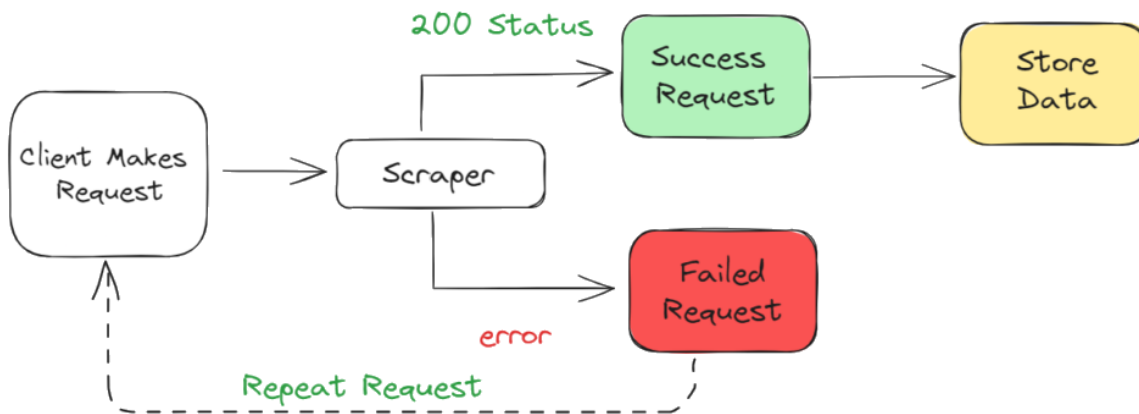 200 Status
Success
Request
Store
Data
Client Makes
Request
Scraper
Failed
Request
error
Repeat Request